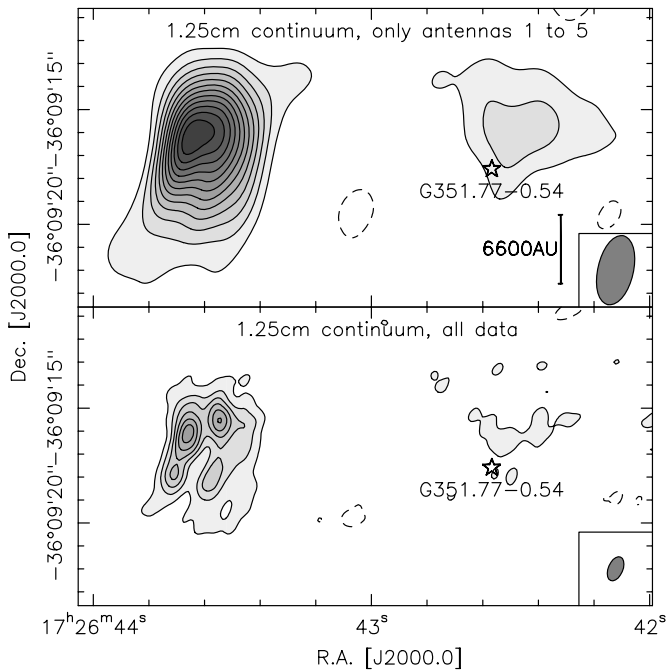 1.25cm continuum, only antennas 1 to 5
−36°09'15''
G351.77−0.54
−36°09'20''
6600AU
Dec. [J2000.0]
1.25cm continuum, all data
−36°09'15''
G351.77−0.54
−36°09'20''
17h26m44s 43s 42s
R.A. [J2000.0]